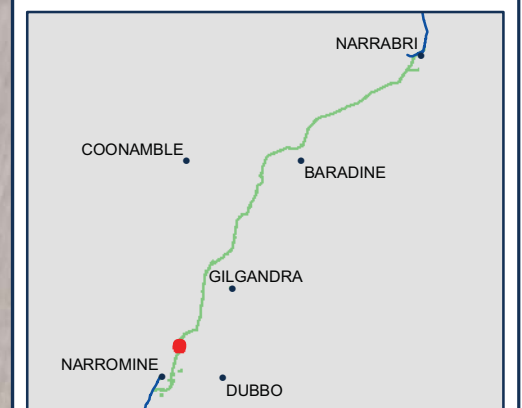 NARRABRI
COONAMBLE
BARADINE
GILGANDRA
NARROMINE
DUBBO